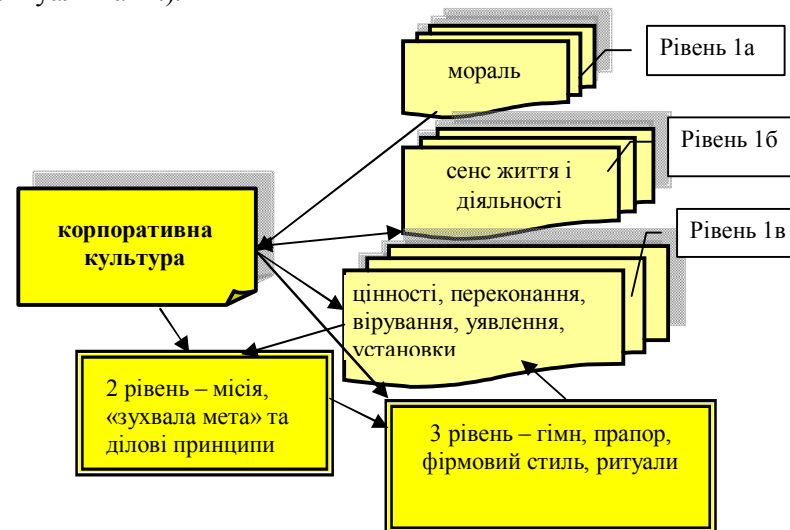 мораль
Рівень 1а
сенс життя і
діяльності
Рівень 1б
корпоративна
культура
Рівень 1в
цінності, переконання,
вірування, уявлення,
установки
2 рівень – місія,
«зухвала мета» та
ділові принципи
3 рівень – гімн, прапор,
фірмовий стиль, ритуали